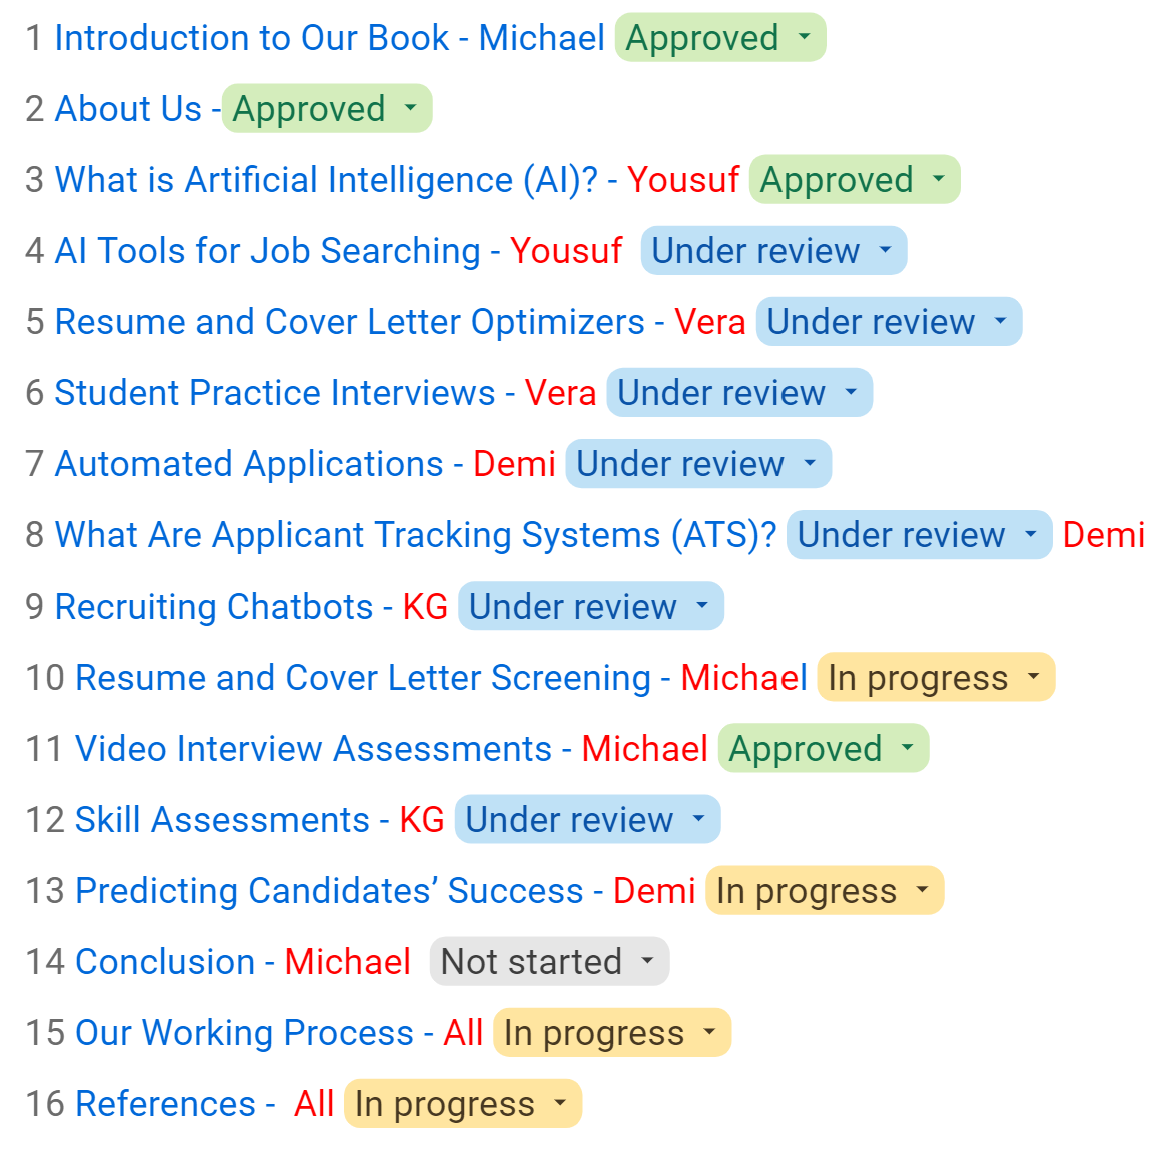 1 Introduction to Our Book - Michael Approved
2 About Us -Approved
3 What is Artificial Intelligence (AI)? - Yousuf Approved
4 AI Tools for Job Searching - Yousuf Under review
5 Resume and Cover Letter Optimizers - Vera Under review
6 Student Practice Interviews - Vera Under review
7 Automated Applications - Demi Under review
8 What Are Applicant Tracking Systems (ATS)? Under review Demi
9 Recruiting Chatbots - KG Under review
10 Resume and Cover Letter Screening - Michael In progress
11 Video Interview Assessments - Michael Approved
12 Skill Assessments - KG Under review
13 Predicting Candidates’ Success - Demi In progress
14 Conclusion - Michael Not started
15 Our Working Process - All In progress
16 References - All In progress